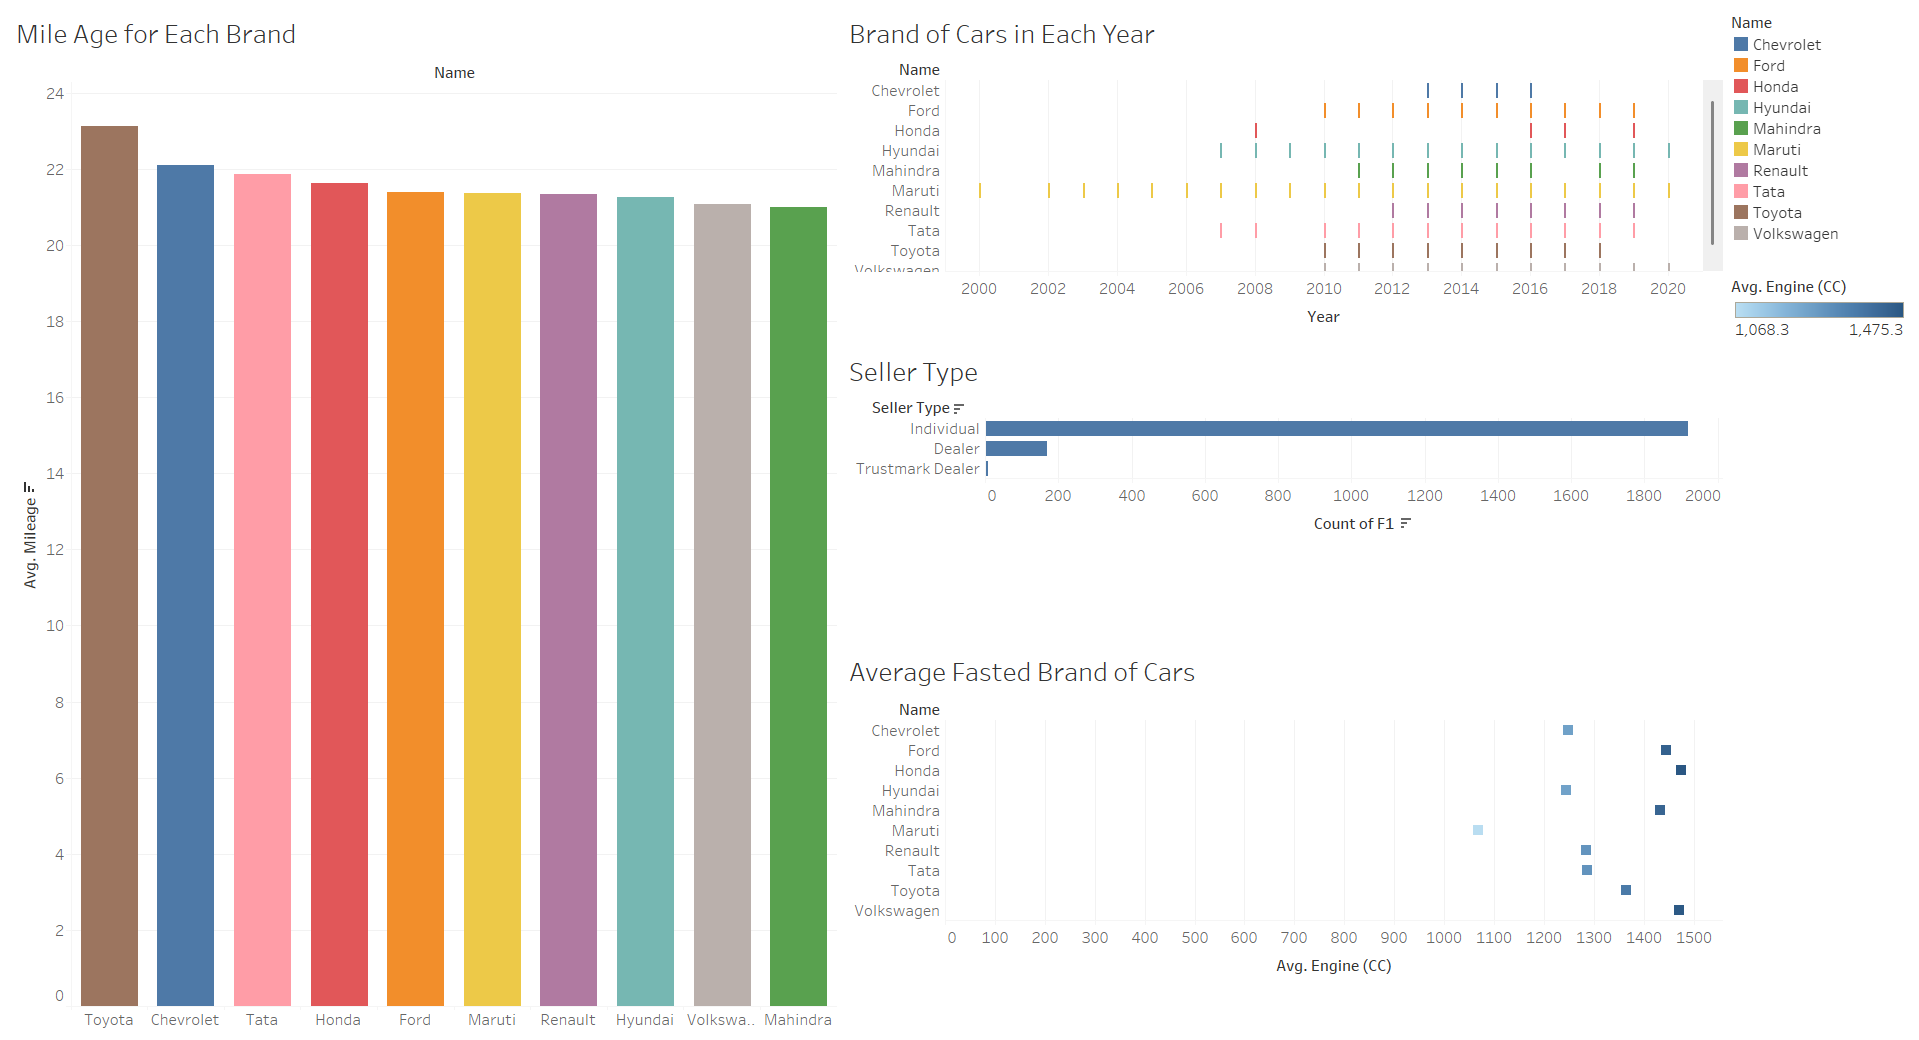 Mile Age for Each Brand
Name
24
22
20
18
16
14
12
10
8
6
4
2
0
Avg. Mileage
Toyota Chevrolet Tata Honda Ford Maruti Renault Hyundai Volkswa.. Mahindra
Brand of Cars in Each Year
Name
Chevrolet
Ford
Honda
Hyundai
Mahindra
Maruti
Renault
Tata
Toyota
Volkswagen
2000 2002 2004 2006 2008 2010 2012 2014 2016 2018 2020
Year
Seller Type
Seller Type
Individual
Dealer
Trustmark Dealer
0 200 400 600 800 1000 1200 1400 1600 1800 2000
Count of F1
Average Fasted Brand of Cars
Name
Chevrolet
Ford
Honda
Hyundai
Mahindra
Maruti
Renault
Tata
Toyota
Volkswagen
0 100 200 300 400 500 600 700 800 900 1000 1100 1200 1300 1400 1500
Avg. Engine (CC)
Name
Chevrolet
Ford
Honda
Hyundai
Mahindra
Maruti
Renault
Tata
Toyota
Volkswagen
Avg. Engine (CC)
1,068.3 1,475.3